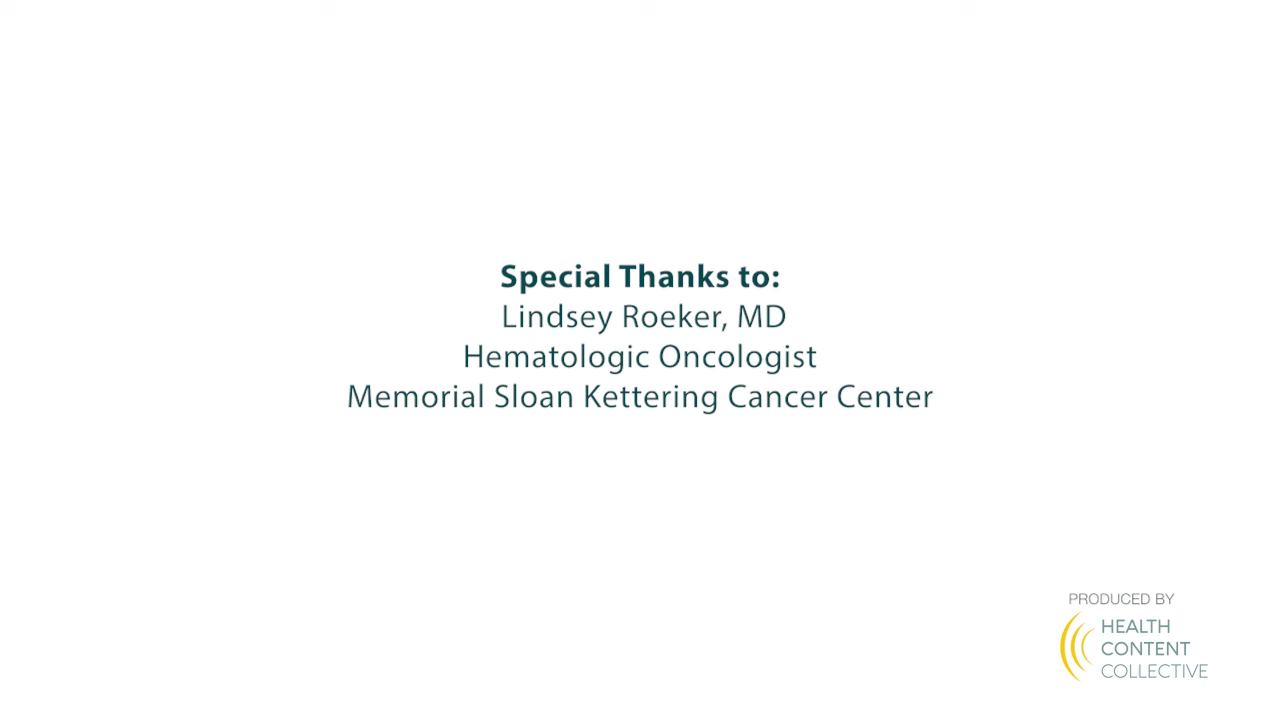 Special Thanks to:
Lindsey Roeker, MD
Hematologic Oncologist
Memorial Sloan Kettering Cancer Center
PRODUCED BY
HEALTH
CONTENT
COLLECTIVE